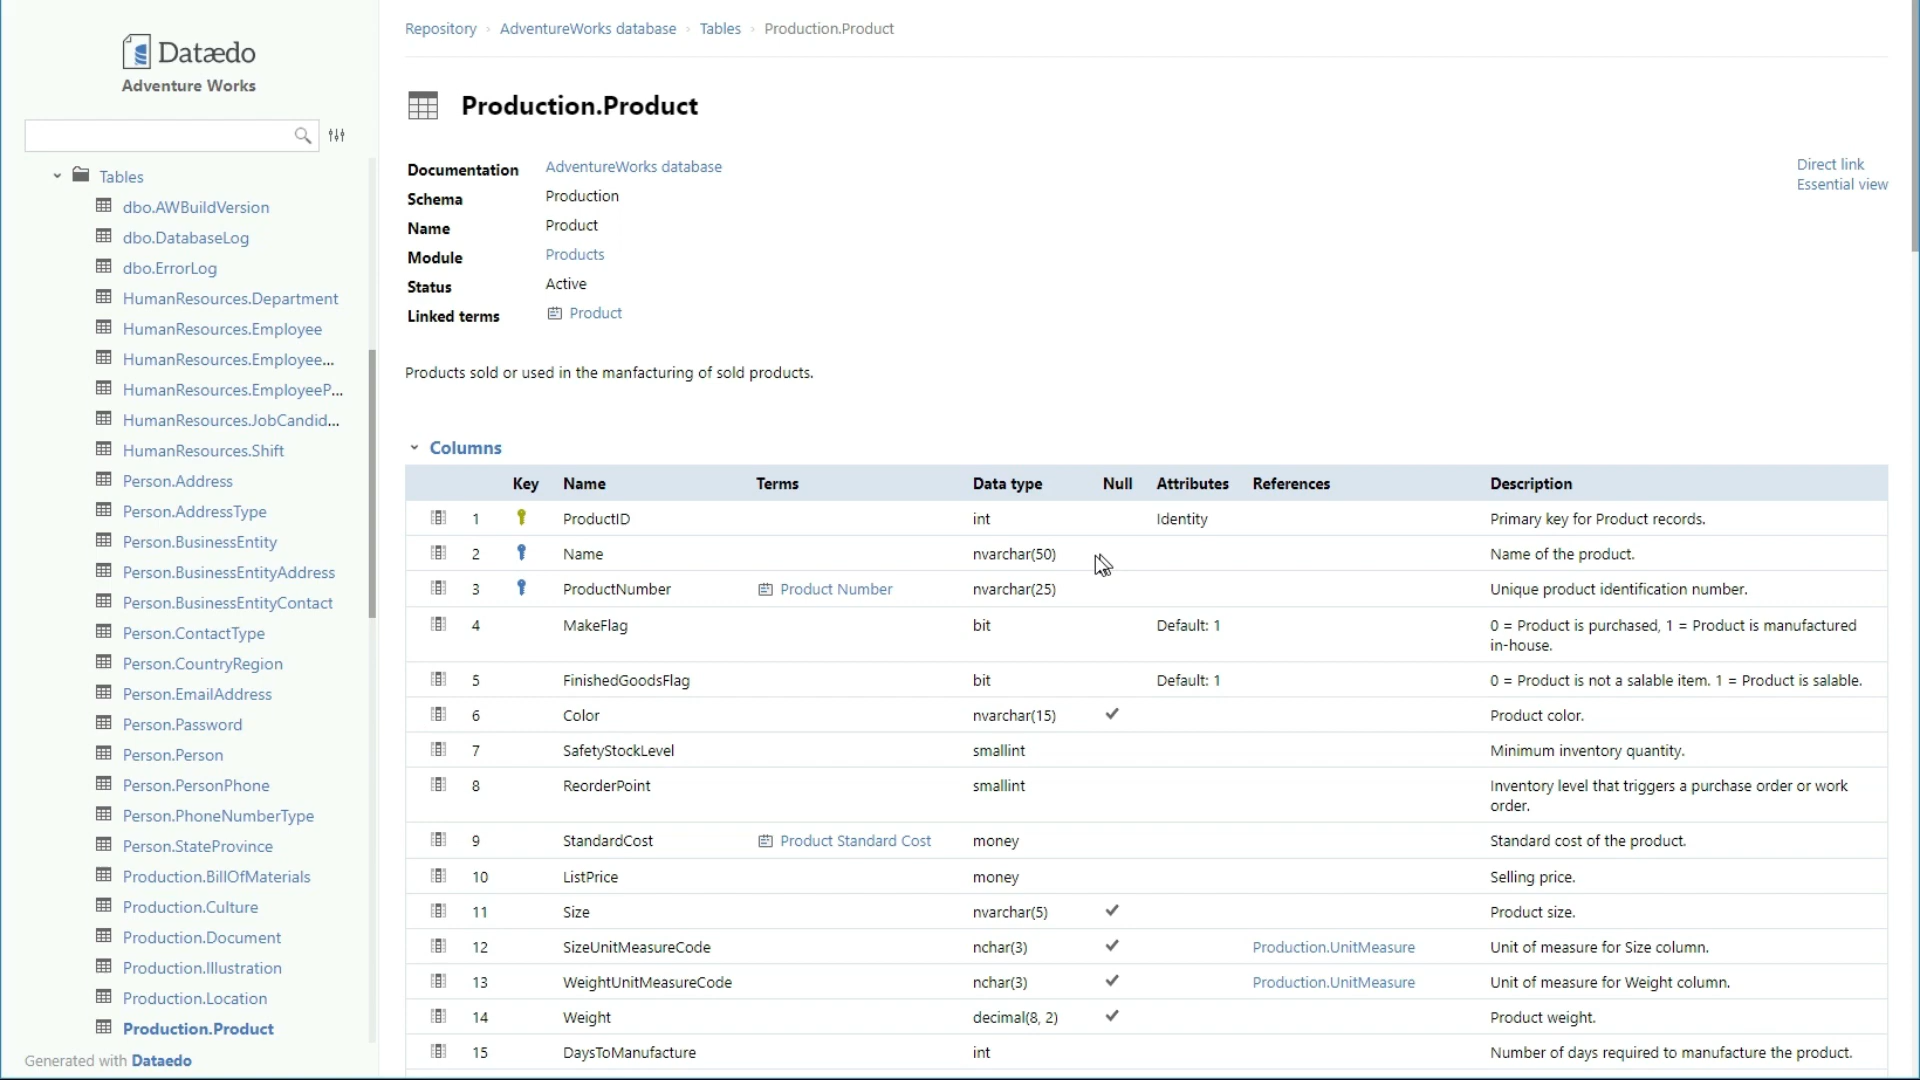 Dataedo
Adventure Works
Tables
dbo.AWBuildVersion
dbo.DatabaseLog
dbo.ErrorLog
HumanResources.Department
HumanResources.Employee
HumanResources.Employee...
HumanResources.EmployeeP...
HumanResources.JobCandid...
HumanResources.Shift
Person.Address
Person.AddressType
Person.BusinessEntity
Person.BusinessEntityAddress
Person.BusinessEntityContact
Person.ContactType
Person.CountryRegion
Person.EmailAddress
Person.Password
Person.Person
Person.PersonPhone
Person.PhoneNumberType
Person.StateProvince
Production.BillOfMaterials
Production.Culture
Production.Document
Production.Illustration
Production.Location
Production.Product
Generated with Dataedo
Repository › AdventureWorks database › Tables › Production.Product
Production.Product
Documentation AdventureWorks database
Schema Production
Name Product
Module Products
Status Active
Linked terms Product
Direct link
Essential view
Products sold or used in the manfacturing of sold products.
Columns
Key Name Terms Data type Null Attributes References Description
1 ProductID int Identity Primary key for Product records.
2 Name nvarchar(50) Name of the product.
3 ProductNumber Product Number nvarchar(25) Unique product identification number.
4 MakeFlag bit Default: 1 0 = Product is purchased, 1 = Product is manufactured
in-house.
5 FinishedGoodsFlag bit Default: 1 0 = Product is not a salable item. 1 = Product is salable.
6 Color nvarchar(15) ✔ Product color.
7 SafetyStockLevel smallint Minimum inventory quantity.
8 ReorderPoint smallint Inventory level that triggers a purchase order or work
order.
9 StandardCost Product Standard Cost money Standard cost of the product.
10 ListPrice money Selling price.
11 Size nvarchar(5) ✔ Product size.
12 SizeUnitMeasureCode nchar(3) ✔ Production.UnitMeasure Unit of measure for Size column.
13 WeightUnitMeasureCode nchar(3) ✔ Production.UnitMeasure Unit of measure for Weight column.
14 Weight decimal(8, 2) ✔ Product weight.
15 DaysToManufacture int Number of days required to manufacture the product.